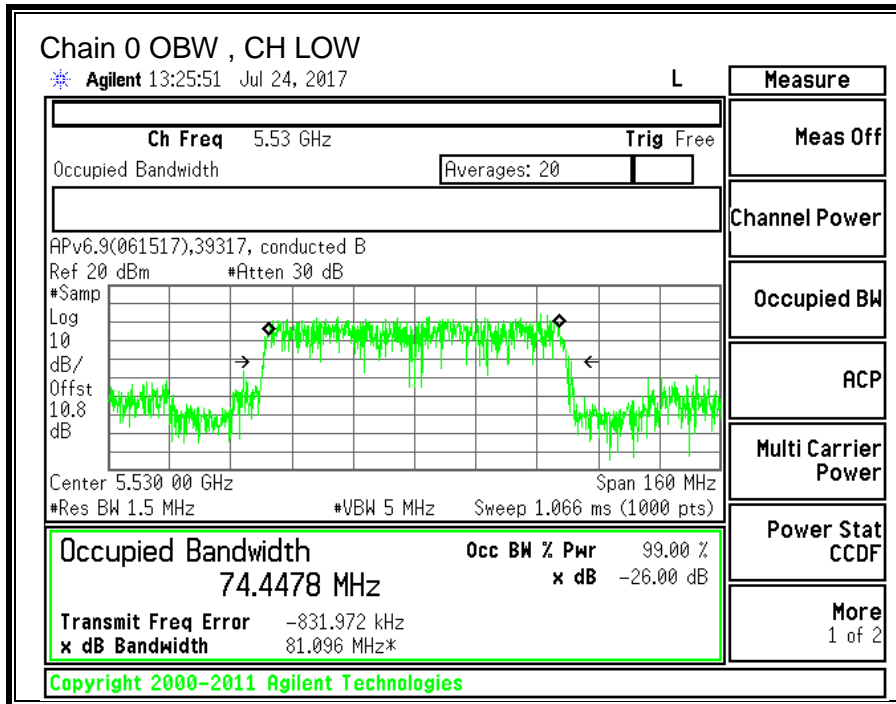 Chain 0 OBW , CH LOW
Agilent 13:25:51 Jul 24, 2017 L
Ch Freq 5.53 GHz Trig Free
Occupied Bandwidth Averages: 20
APv6.9(061517),39317, conducted B
Ref 20 dBm #Atten 30 dB
#Samp
Log
10
dB/
Offst
10.8
dB
Center 5.530 00 GHz Span 160 MHz
#Res BW 1.5 MHz #VBW 5 MHz Sweep 1.066 ms (1000 pts)
Occupied Bandwidth Occ BW % Pwr 99.00 %
74.4478 MHz x dB -26.00 dB
Transmit Freq Error -831.972 kHz
x dB Bandwidth 81.096 MHz*
Copyright 2000-2011 Agilent Technologies
Measure
Meas Off
Channel Power
Occupied BW
ACP
Multi Carrier
Power
Power Stat
CCDF
More
1 of 2